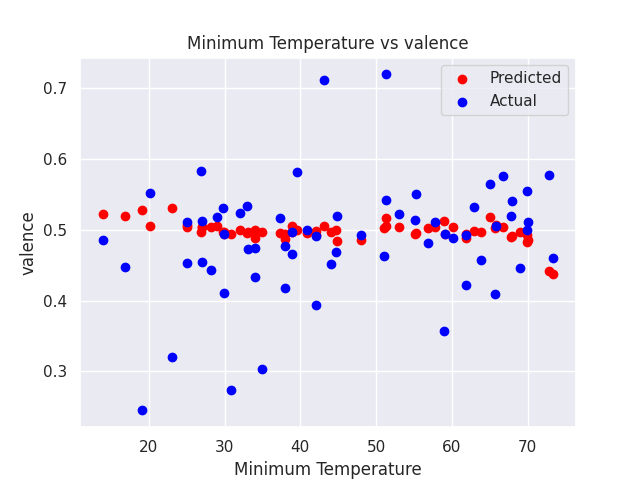 Minimum Temperature vs valence
Predicted
Actual
0.7
0.6
0.5
0.4
0.3
valence
20
30
40
50
60
70
Minimum Temperature